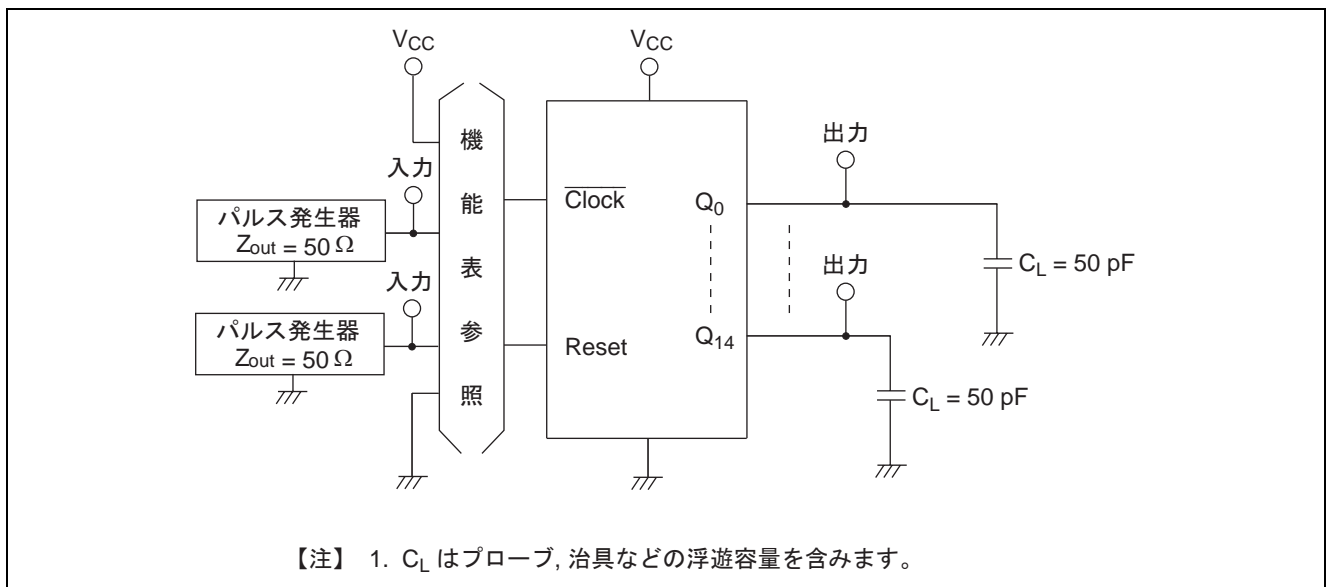 VCC
VCC
機能表参照
入力
パルス発生器
Zout = 50 Ω
入力
パルス発生器
Zout = 50 Ω
Clock
Reset
Q0
Q14
出力
出力
CL = 50 pF
CL = 50 pF
【注】 1. CL はプローブ, 治具などの浮遊容量を含みます。